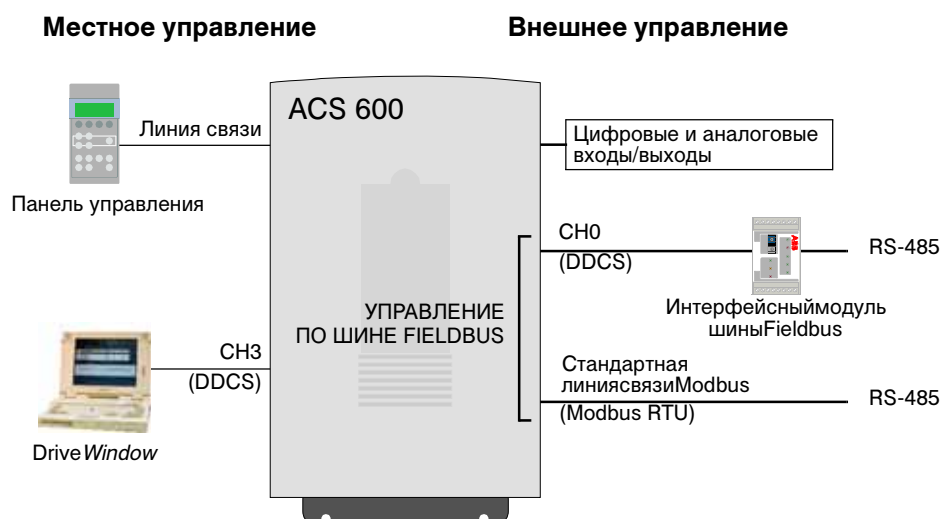 Местное управление
Внешнее управление
ACS 600
Линия связи
Панель управления
Цифровые и аналоговые
входы/выходы
CH0
(DDCS)
ABB
RS-485
Интерфейсныймодуль
шиныFieldbus
УПРАВЛЕНИЕ
ПО ШИНЕ FIELDBUS
CH3
(DDCS)
DriveWindow
Стандартная
линиясвязиModbus
(Modbus RTU)
RS-485